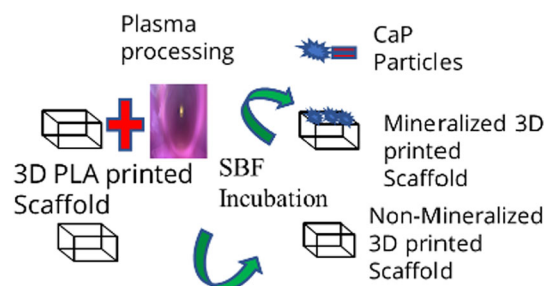 Plasma
processing
CaP
Particles
3D PLA printed
Scaffold
SBF
Incubation
Mineralized 3D
printed
Scaffold
Non-Mineralized
3D printed
Scaffold